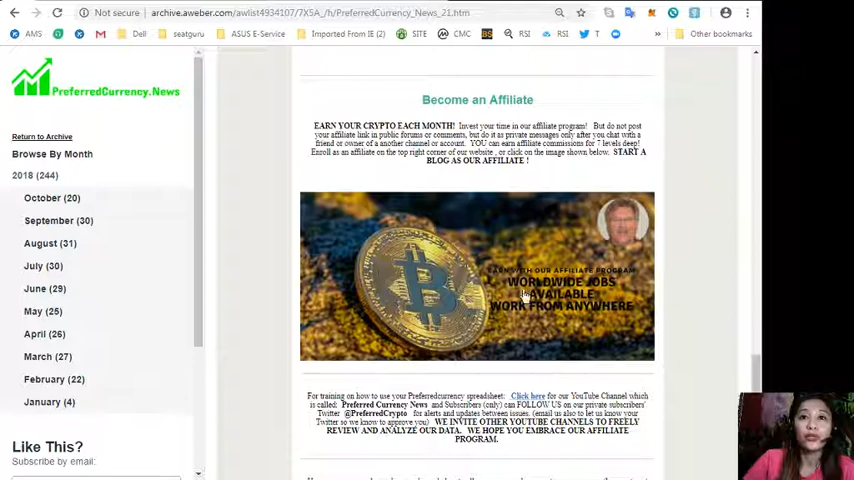 archive.aweber.com/awlist4934107/7X5A_/h/PreferredCurrency_News_21.htm
AMS
Dell
seatguru
ASUS E-Service
Imported From IE (2)
SITE
CMC
BS
RSI
RSI
T
Other bookmarks
PreferredCurrency.News
Return to Archive
Browse By Month
2018 (244)
October (20)
September (30)
August (31)
July (30)
June (29)
May (25)
April (26)
March (27)
February (22)
January (4)
Like This?
Subscribe by email:
Become an Affiliate
EARN YOUR CRYPTO EACH MONTH! Invest your time in our affiliate program! But do not post
your affiliate link in public forums or comments, but do it as private messages only after you chat with a
friend or owner of a another channel or account. YOU can earn affiliate commissions for 7 levels deep!
Enroll as an affiliate on the top right corner of our website , or click on the image shown below. START A
BLOG AS OUR AFFILIATE !
EARN WITH OUR AFFILIATE PROGRAM
WORLDWIDE JOBS
AVAILABLE
WORK FROM ANYWHERE
For training on how to use your Preferredcurrency spreadsheet: Click here for our YouTube Channel which
is called: Preferred Currency News and Subscribers (only) can FOLLOW US on our private subscribers'
Twitter @PreferredCrypto for alerts and updates between issues. (email us also to let us know your
Twitter so we know to approve you) WE INVITE OTHER YOUTUBE CHANNELS TO FREELY
REVIEW AND ANALYZE OUR DATA. WE HOPE YOU EMBRACE OUR AFFILIATE
PROGRAM.